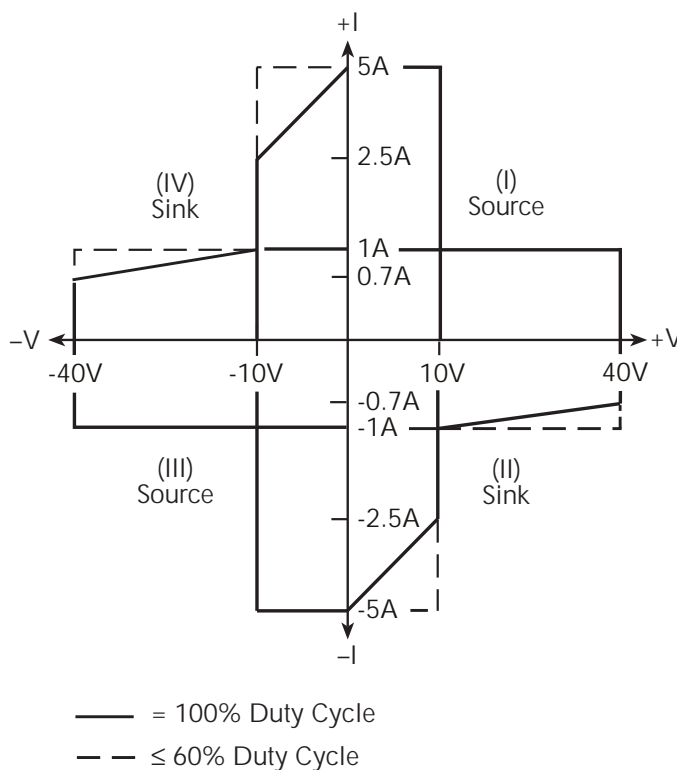 +I
5A
2.5A
(IV)
Sink
(I)
Source
1A
0.7A
–V
+V
-40V
-10V
10V
40V
-0.7A
-1A
(III)
Source
(II)
Sink
-2.5A
-5A
–I
= 100% Duty Cycle
≤ 60% Duty Cycle